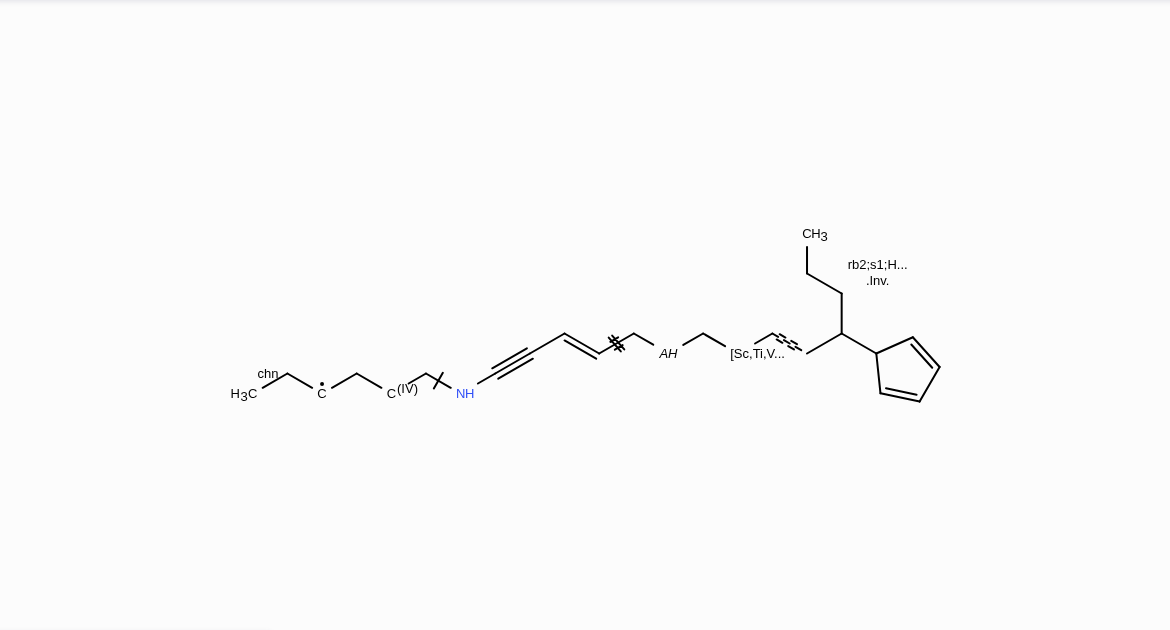 CH3
rb2;s1;H...
.Inv.
AH
[Sc,Ti,V...
chn
H3C
C
C(IV)
NH